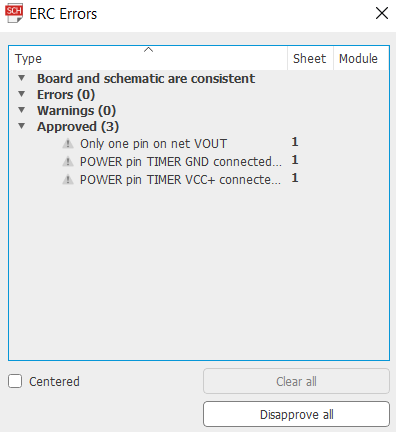 SCH
ERC Errors
Type Sheet Module
Board and schematic are consistent
Errors (0)
Warnings (0)
Approved (3)
Only one pin on net VOUT 1
POWER pin TIMER GND connected... 1
POWER pin TIMER VCC+ connecte... 1
Centered Clear all
Disapprove all